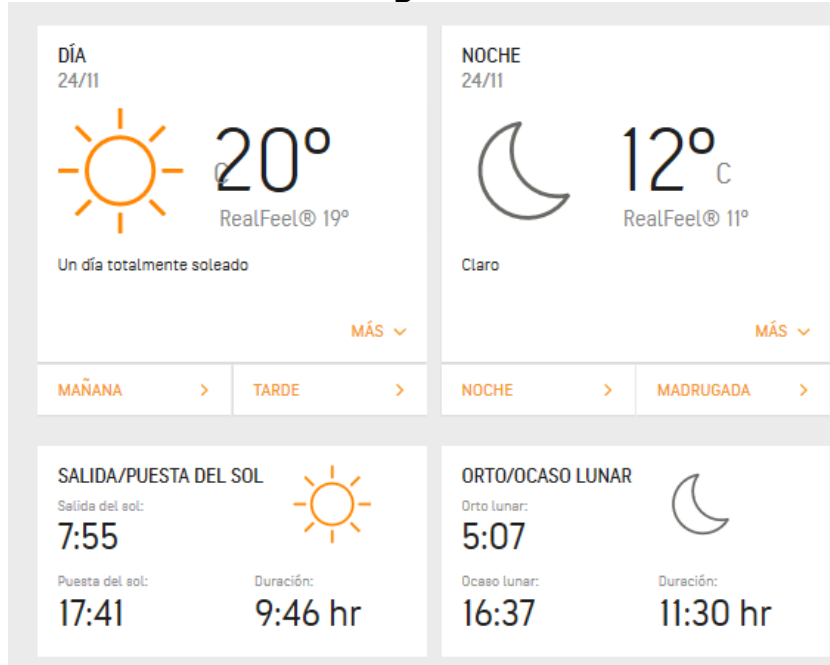 DÍA
24/11
20°
C
RealFeel® 19°
Un día totalmente soleado
MÁS
MAÑANA
TARDE
NOCHE
24/11
12°C
RealFeel® 11°
Claro
MÁS
NOCHE
MADRUGADA
SALIDA/PUESTA DEL SOL
Salida del sol:
7:55
Puesta del sol:
17:41
Duración:
9:46 hr
ORTO/OCASO LUNAR
Orto lunar:
5:07
Ocaso lunar:
16:37
Duración:
11:30 hr